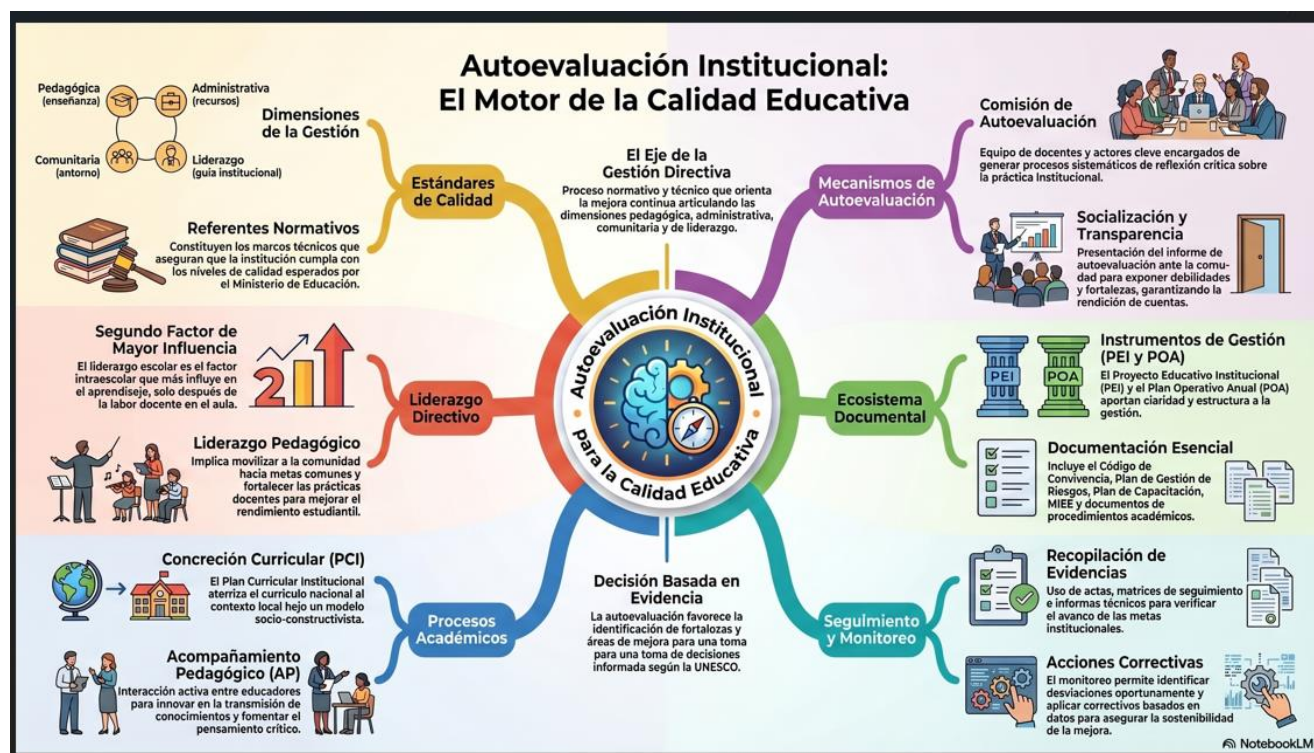 Autoevaluación Institucional:
El Motor de la Calidad Educativa
Pedagógica
(enseñanza)
Administrativa
(recursos)
Comunitaria
(antorno)
Liderazgo
(guia institucional)
Dimensiones
de la Gestión
Referentes Normativos
Constituyen los marcos técnicos que
aseguran que la institución cumpla con
los niveles de calidad esperados por
el Ministerio de Educación.
Estándares
de Calidad
El Eje de la
Gestión Directiva
Proceso normativo y técnico que orienta
la mejora continua articulando las
dimensiones pedagógica, administrativa,
comunitaria y de liderazgo.
Mecanismos de
Autoevaluación
Comisión de
Autoevaluación
Equipo de docentes y actores cleve encargados de
generar procesos sistemáticos de reflexión crítica sobre
la práctica Institucional.
Socialización y
Transparencia
Presentación del informe de
autoevaluación ante la comu-
dad para exponer debilidades
y fortalezas, garantizando la
rendición de cuentas.
Segundo Factor de
Mayor Influencia
El liderazgo escolar es el factor
intraescolar que más influye en
el aprendiseje, solo después de
la labor docente en el aula.
2
Liderazgo
Directivo
Liderazgo Pedagógico
Implica movilizar a la comunidad
hacia metas comunes y
fortalecer las prácticas
docentes para mejorar el
rendimiento estudiantil.
Autoevaluación Institucional
para la Calidad Educativa
Ecosistema
Documental
PEI
POA
Instrumentos de Gestión
(PEI y POA)
El Proyecto Educativo Institucional
(PEI) y el Plan Operativo Anual (POA)
aportan ciaridad y estructura a la
gestión.
Documentación Esencial
Incluye el Código de
Convivencia, Plan de Gestión de
Riesgos, Plan de Capacitación,
MIEE y documentos de
procedimientos académicos.
Concreción Curricular (PCI)
El Plan Curricular Institucional
aterriza el curriculo nacional al
contexto local hejo un modelo
socio-constructivista.
Procesos
Académicos
Acompañamiento
Pedagógico (AP)
Interacción activa entre educadores
para innovar en la transmisión de
conocimientos y fomentar el
pensamiento crítico.
Decisión Basada en
Evidencia
La autoevaluación favorece la
identificación de fortalezas y
áreas de mejora para una toma
para una toma de decisiones
informada según la UNESCO.
Segulmiento
y Monitoreo
Recopilación de
Evidencias
Uso de actas, matrices de seguimiento
e informas técnicos para verificar
el avanco de las metas
institucionales.
Acciones Correctivas
El monitoreo permite identificar
desviaciones oportunamente y
aplicar correctivos basados en
datos para asegurar la sostenibilidad
de la mejora.
NotebookLM